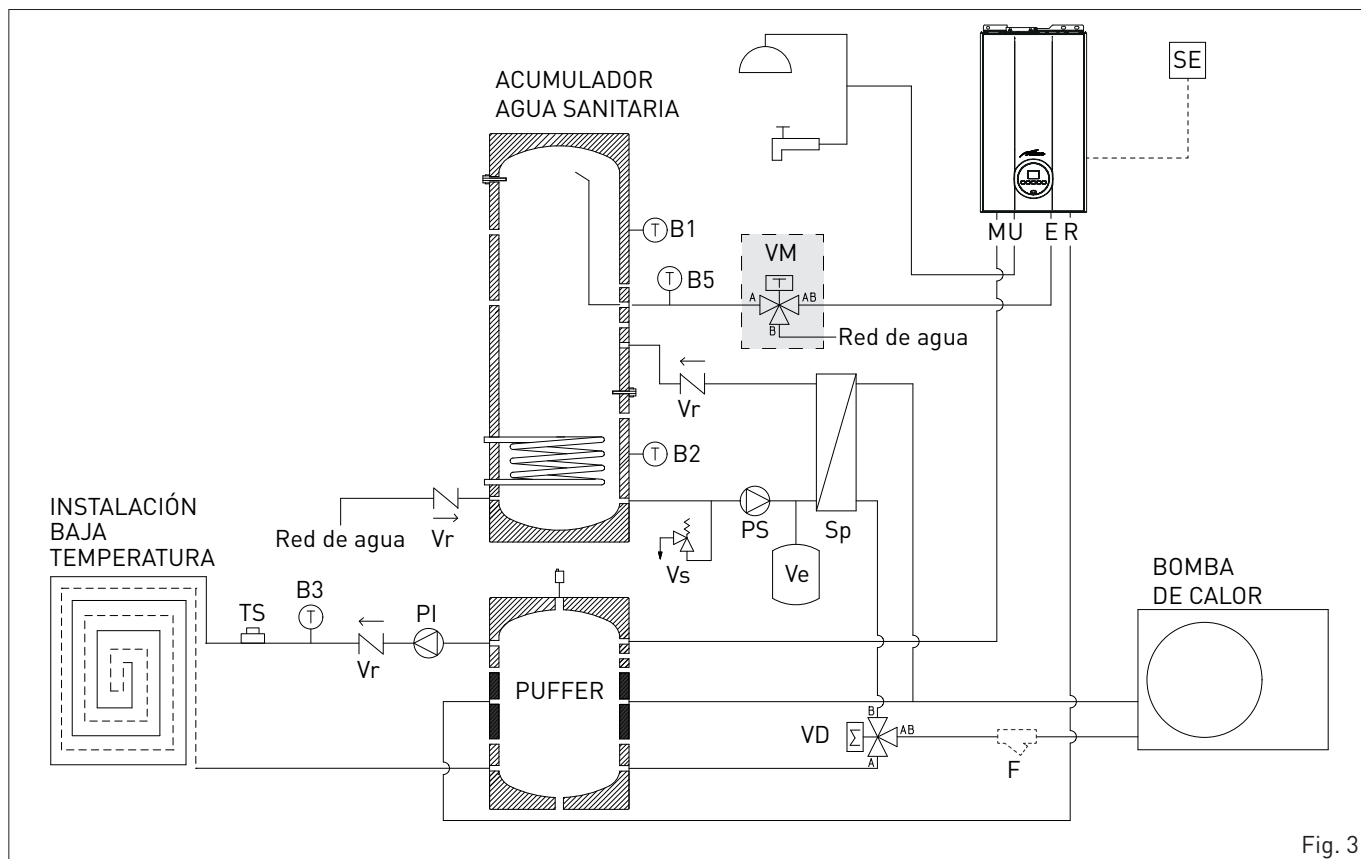 SE
ACUMULADOR
AGUA SANITARIA
T B1
M U E R
VM
T B5
T
A AB
B
Red de agua
Vr
T B2
INSTALACIÓN
BAJA
TEMPERATURA
Red de agua
Vr
PS
Sp
Vs
Ve
BOMBA
DE CALOR
TS
B3
T
PI
Vr
PUFFER
B
VD
Σ
AB
A
F
Fig. 3